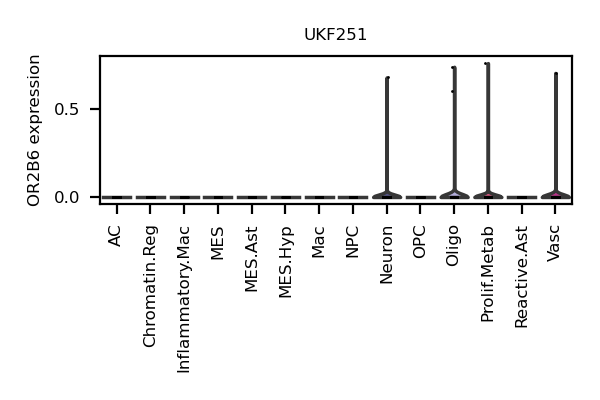 UKF251
OR2B6 expression
0.5
0.0
AC
Chromatin.Reg
Inflammatory.Mac
MES
MES.Ast
MES.Hyp
Mac
NPC
Neuron
OPC
Oligo
Prolif.Metab
Reactive.Ast
Vasc